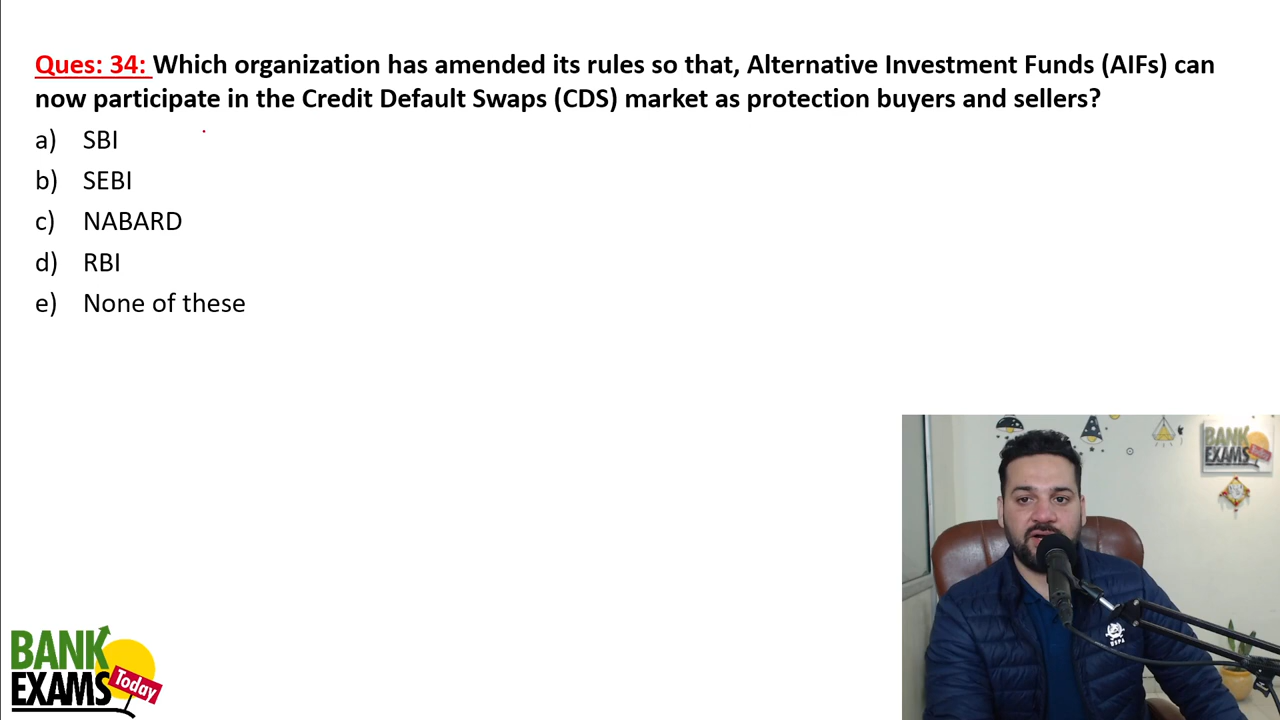 Ques: 34: Which organization has amended its rules so that, Alternative Investment Funds (AIFs) can
now participate in the Credit Default Swaps (CDS) market as protection buyers and sellers?
a) SBI
b) SEBI
c) NABARD
d) RBI
e) None of these
BANK
EXAMS
USPA
BANK
EXAMS
Today